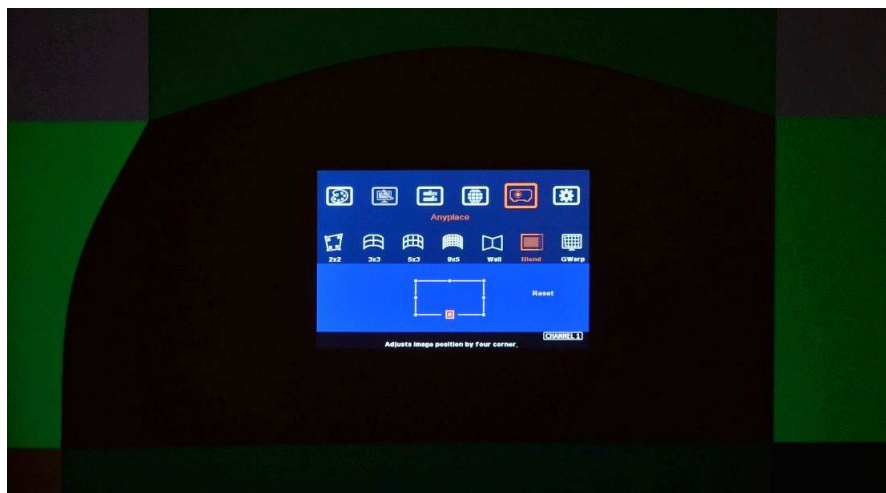 Anyplace
2x2 3x3 5x3 9x5 Wall Blend GWarp
Reset
CHANNEL 1
Adjusts image position by four corner.